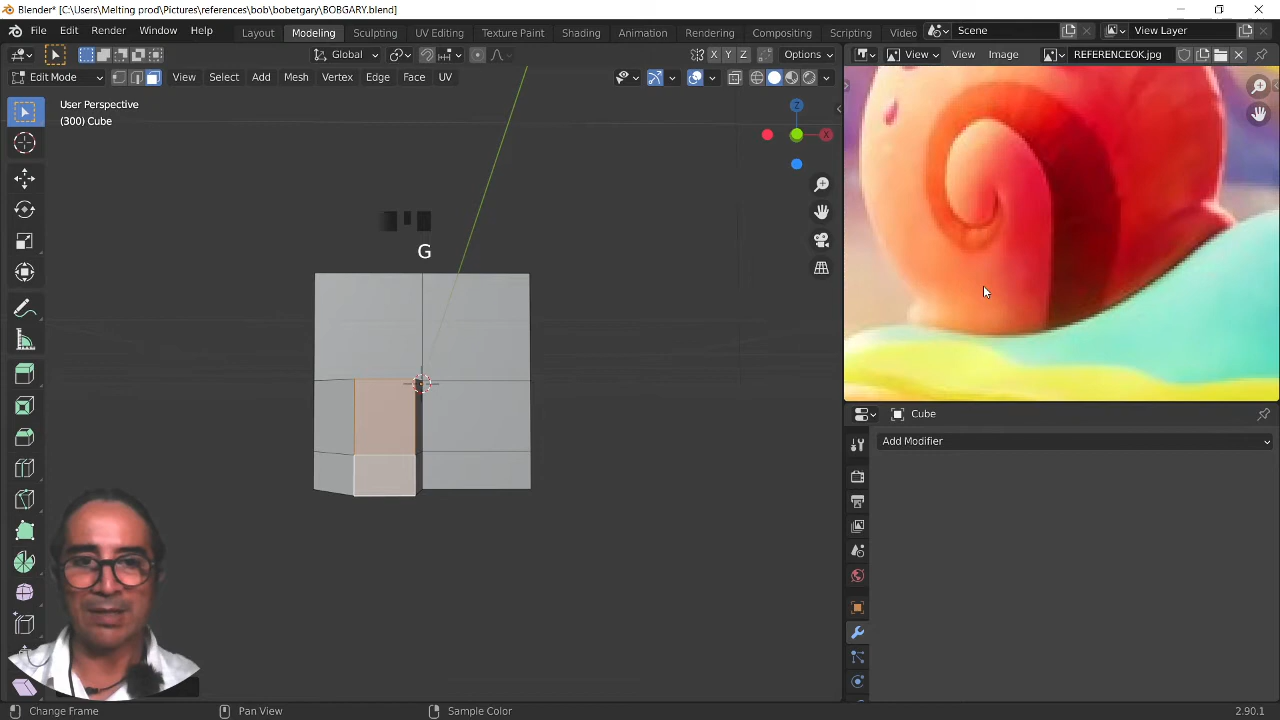 Blender* [C:\Users\Melting prod\Pictures\references\bob\bobetgary\BOBGARY.blend]
File Edit Render Window Help Layout Modeling Sculpting UV Editing Texture Paint Shading Animation Rendering Compositing Scripting Video Scene View Layer
Global X Y Z Options View View Image REFERENCEOK.jpg
Edit Mode View Select Add Mesh Vertex Edge Face UV
User Perspective
(300) Cube
Z
X
G
Cube
Add Modifier
Change Frame Pan View Sample Color 2.90.1